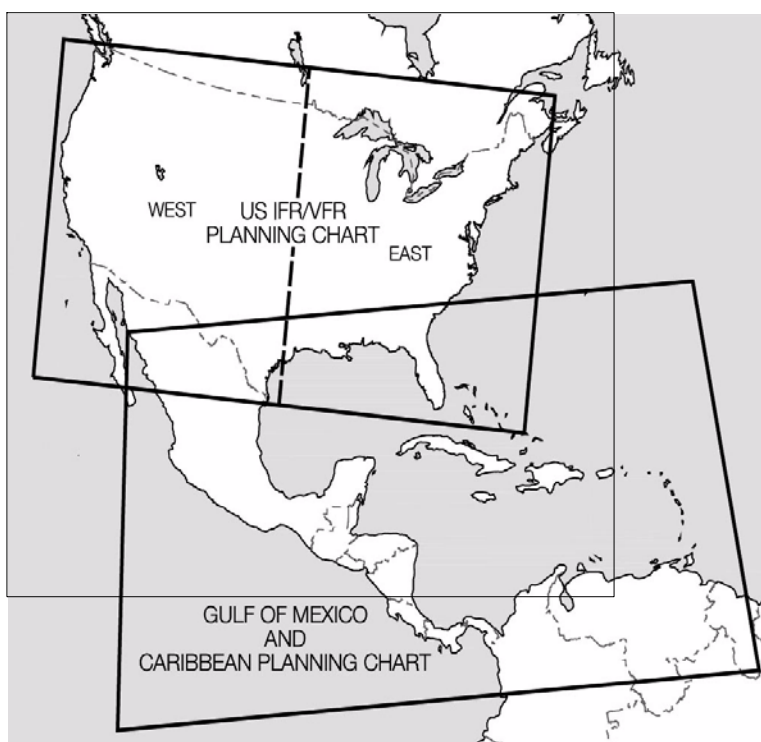 WEST
US IFR/VFR
PLANNING CHART
EAST
GULF OF MEXICO
AND
CARIBBEAN PLANNING CHART